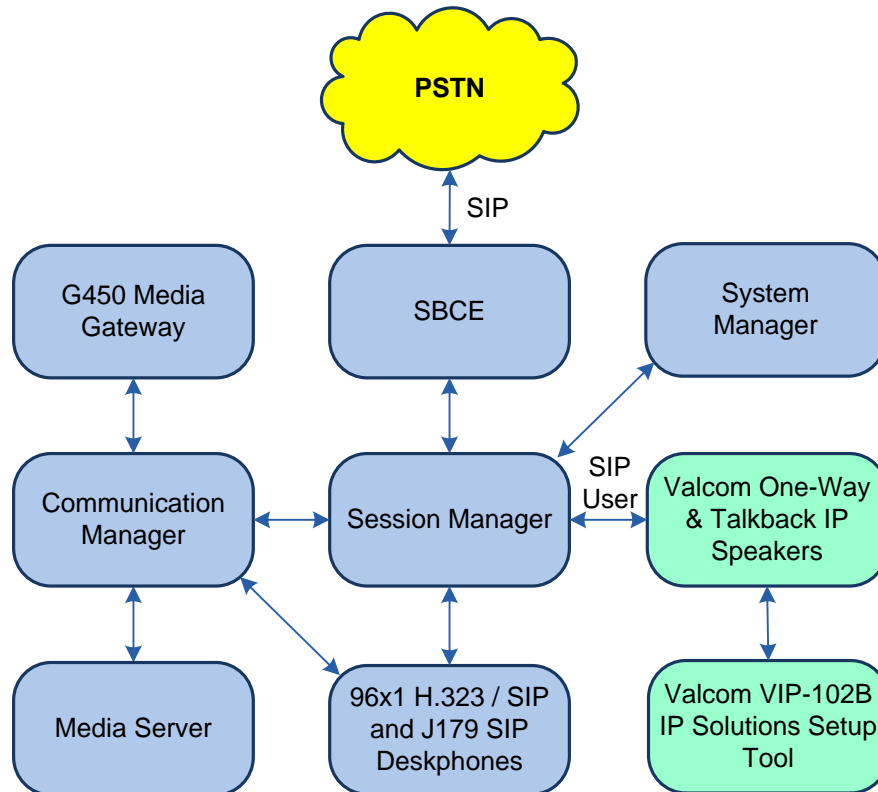 PSTN
SIP
G450 Media
Gateway
SBCE
System
Manager
Communication
Manager
Session Manager
SIP
User
Valcom One-Way
& Talkback IP
Speakers
Media Server
96x1 H.323 / SIP
and J179 SIP
Deskphones
Valcom VIP-102B
IP Solutions Setup
Tool